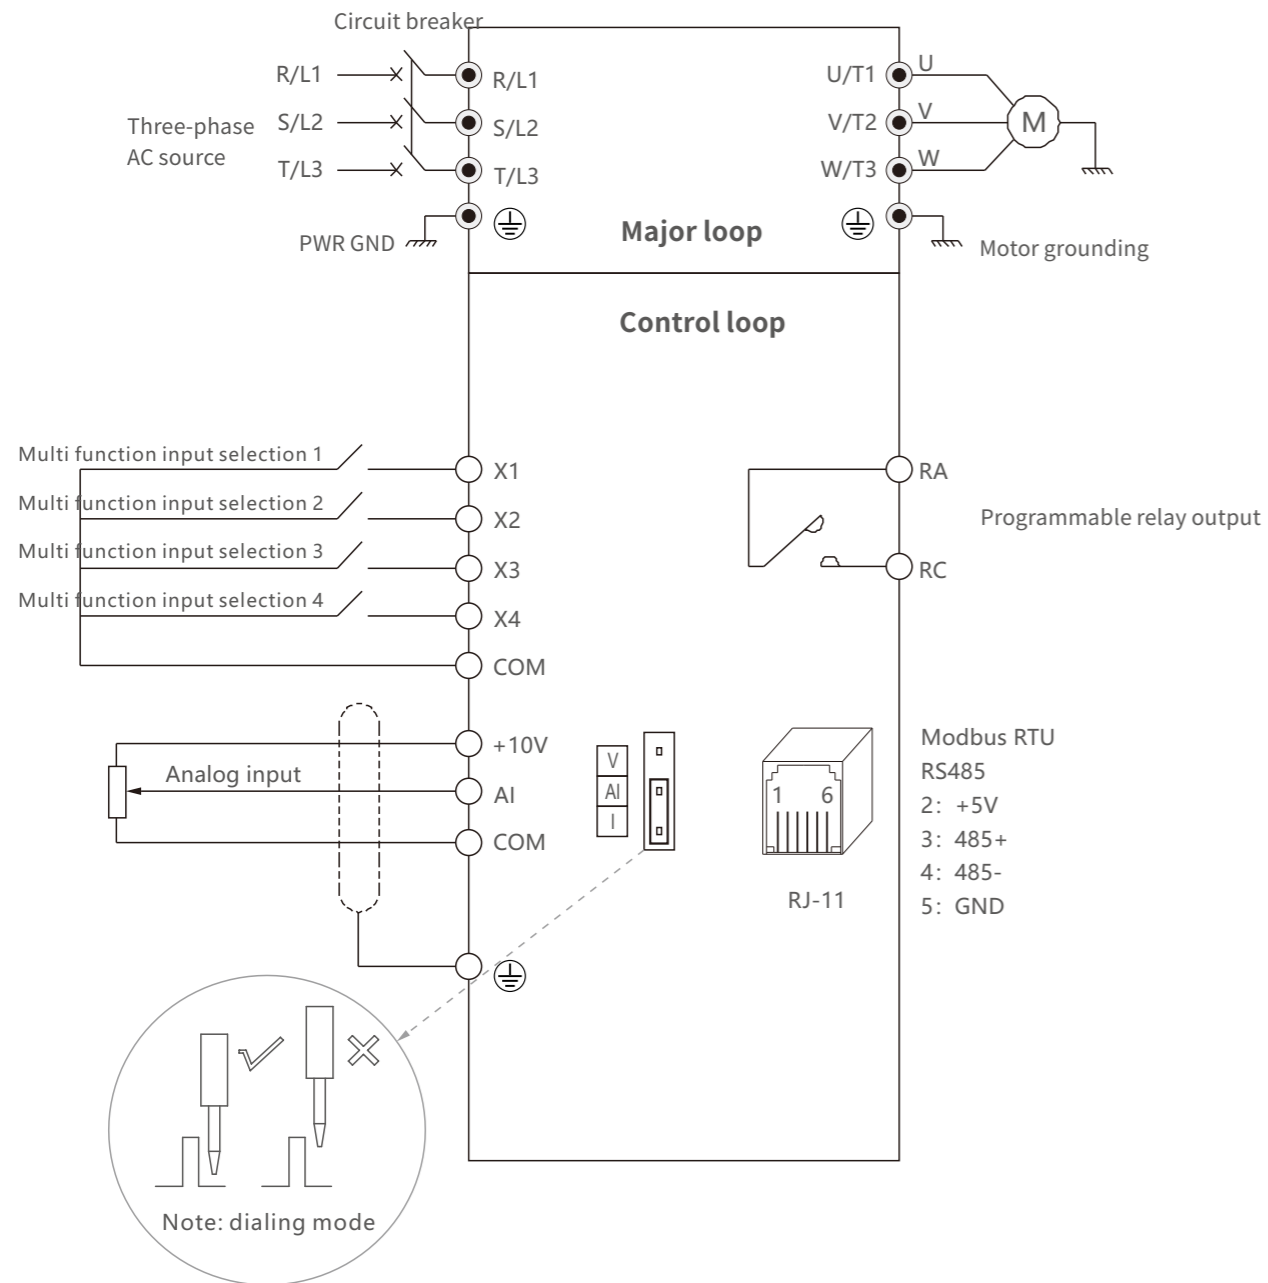 Circuit breaker
R/L1
R/L1
U/T1
U
Three-phase
AC source
S/L2
S/L2
V/T2
V
M
T/L3
T/L3
W/T3
W
PWR GND
Major loop
Motor grounding
Control loop
Multi function input selection 1
X1
RA
Multi function input selection 2
X2
Programmable relay output
Multi function input selection 3
X3
RC
Multi function input selection 4
X4
COM
+10V
Analog input
AI
COM
V
AI
I
1 6
RJ-11
Modbus RTU
RS485
2: +5V
3: 485+
4: 485-
5: GND
Note: dialing mode